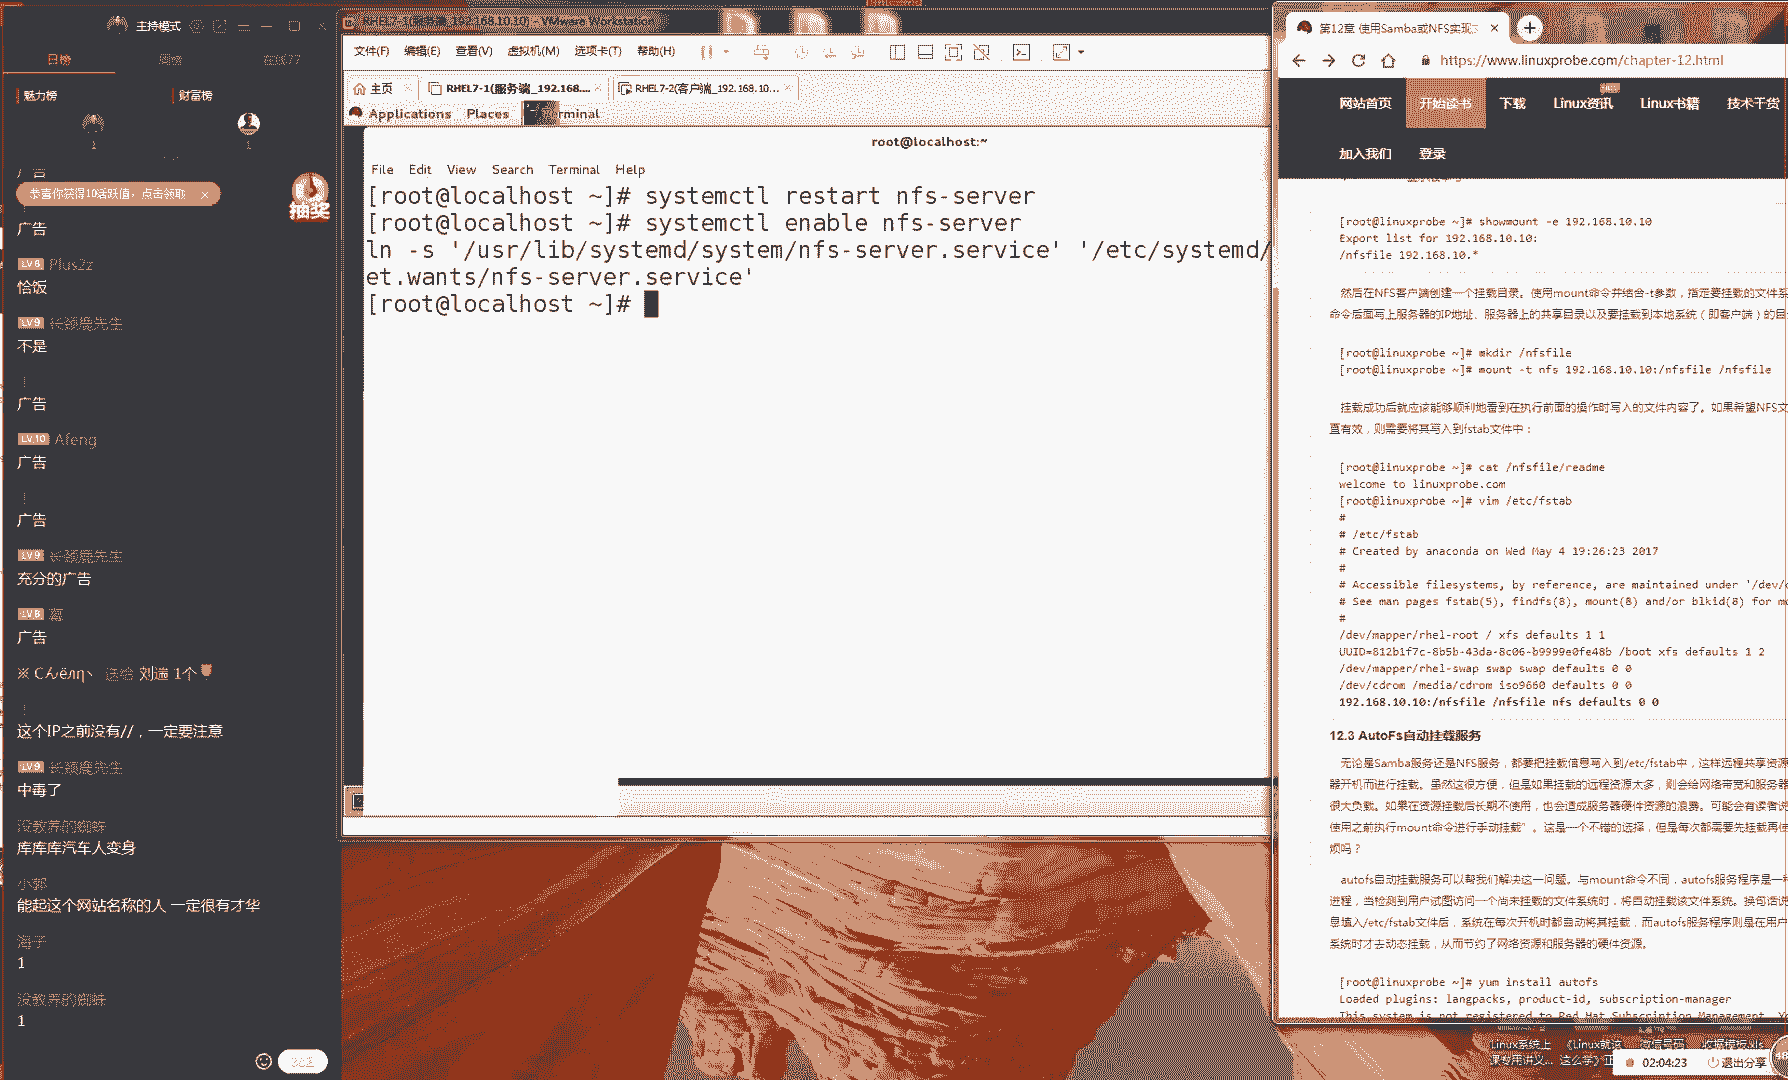 主持模式
日榜
周榜
在线77
魅力榜
财富榜
1
1
广告
恭喜你获得10活跃值，点击领取
抽奖
广告
LV.8 Plus2z
恰饭
LV.9 长颈鹿先生
不是
广告
LV.10 Afeng
广告
广告
LV.9 长颈鹿先生
充分的广告
LV.8
广告
送给 刘遄 1个
这个IP之前没有//，一定要注意
LV.9 长颈鹿先生
中毒了
没教养的蜘蛛
库库库汽车人变身
小郭
能起这个网站名称的人 一定很有才华
海子
1
没教养的蜘蛛
1
RHEL7-1(服务端_192.168.10.10) - VMware Workstation
文件(F) 编辑(E) 查看(V) 虚拟机(M) 选项卡(T) 帮助(H)
主页
RHEL7-1(服务端_192.168....
RHEL7-2(客户端_192.168.10...
Applications Places
root@localhost:~
File Edit View Search Terminal Help
[root@localhost ~]# systemctl restart nfs-server
[root@localhost ~]# systemctl enable nfs-server
ln -s '/usr/lib/systemd/system/nfs-server.service' '/etc/systemd/
et.wants/nfs-server.service'
[root@localhost ~]#
第12章 使用Samba或NFS实现
https://www.linuxprobe.com/chapter-12.html
网站首页 开始读书 下载 Linux资讯 Linux书籍 技术干货
加入我们 登录
[root@linuxprobe ~]# showmount -e 192.168.10.10
Export list for 192.168.10.10:
/nfsfile 192.168.10.*
然后在NFS客户端创建一个挂载目录。使用mount命令并结合-t参数，指定要挂载的文件系
命令后面写上服务器的IP地址、服务器上的共享目录以及要挂载到本地系统（即客户端）的目
[root@linuxprobe ~]# mkdir /nfsfile
[root@linuxprobe ~]# mount -t nfs 192.168.10.10:/nfsfile /nfsfile
挂载成功后就应该能够顺利地看到在执行前面的操作时写入的文件内容了。如果希望NFS文
直有效，则需要将其写入到fstab文件中：
[root@linuxprobe ~]# cat /nfsfile/readme
welcome to linuxprobe.com
[root@linuxprobe ~]# vim /etc/fstab
#
# /etc/fstab
# Created by anaconda on Wed May 4 19:26:23 2017
#
# Accessible filesystems, by reference, are maintained under '/dev/
# See man pages fstab(5), findfs(8), mount(8) and/or blkid(8) for mo
#
/dev/mapper/rhel-root / xfs defaults 1 1
UUID=812b1f7c-8b5b-43da-8c06-b9999e0fe48b /boot xfs defaults 1 2
/dev/mapper/rhel-swap swap swap defaults 0 0
/dev/cdrom /media/cdrom iso9660 defaults 0 0
192.168.10.10:/nfsfile /nfsfile nfs defaults 0 0
12.3 AutoFs自动挂载服务
无论是Samba服务还是NFS服务，都要把挂载信息写入到/etc/fstab中，这样远程共享资源
器开机而进行挂载。虽然这很方便，但是如果挂载的远程资源太多，则会给网络带宽和服务器
很大负载。如果在资源挂载后长期不使用，也会造成服务器硬件资源的浪费。可能会有读者说
使用之前执行mount命令进行手动挂载”。这是一个不错的选择，但是每次都需要先挂载再使
烦吗？
autofs自动挂载服务可以帮我们解决这一问题。与mount命令不同，autofs服务程序是一种
进程，当检测到用户试图访问一个尚未挂载的文件系统时，将自动挂载该文件系统。换句话说
息填入/etc/fstab文件后，系统在每次开机时都自动将其挂载，而autofs服务程序则是在用户
系统时才去动态挂载，从而节约了网络资源和服务器的硬件资源。
[root@linuxprobe ~]# yum install autofs
Loaded plugins: langpacks, product-id, subscription-manager
This system is not registered to Red Hat Subscription Management. Yo
02:04:23 退出分享